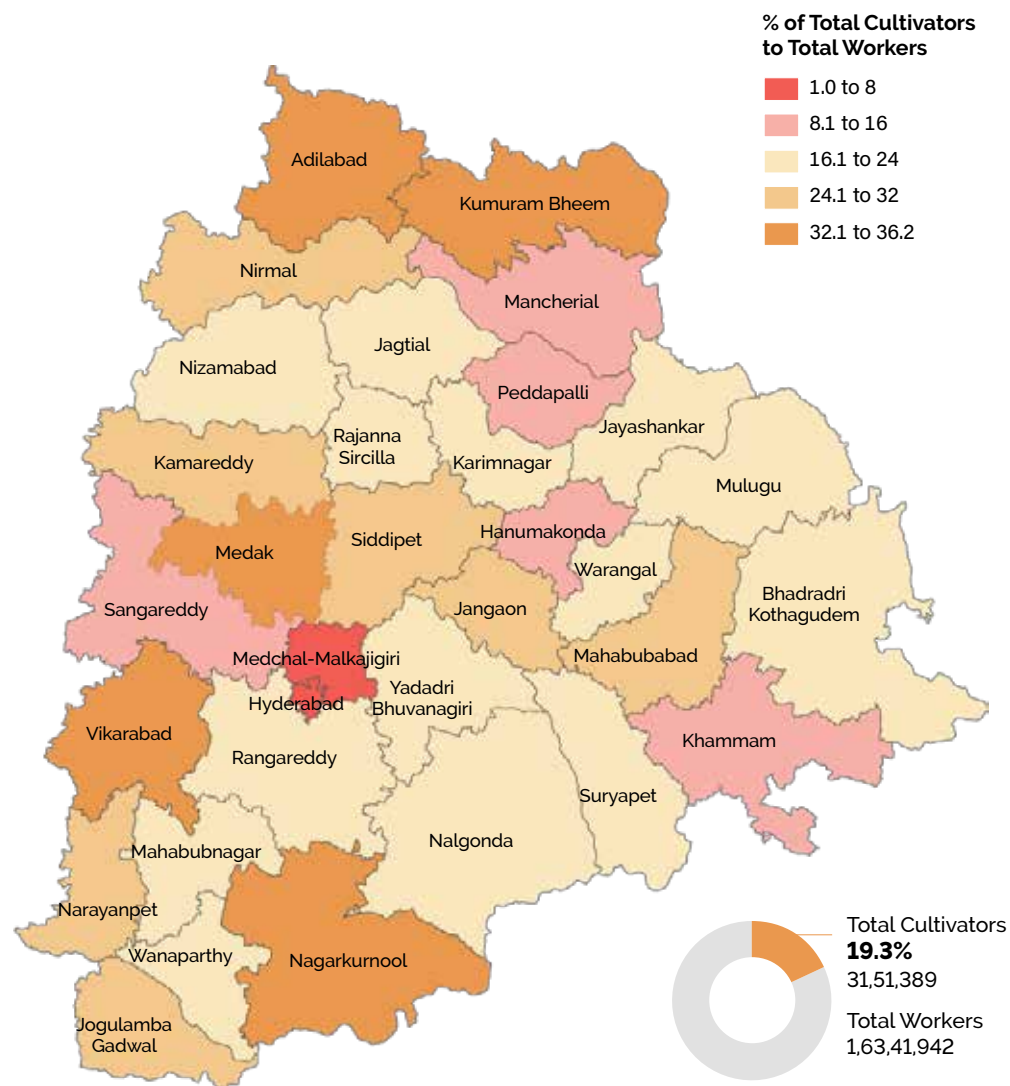 % of Total Cultivators
to Total Workers
1.0 to 8
8.1 to 16
16.1 to 24
24.1 to 32
32.1 to 36.2
Adilabad
Kumuram Bheem
Nirmal
Mancherial
Jagtial
Nizamabad
Peddapalli
Jayashankar
Rajanna
Sircilla
Kamareddy
Karimnagar
Mulugu
Hanumakonda
Siddipet
Medak
Warangal
Bhadradri
Kothagudem
Sangareddy
Jangaon
Mahabubabad
Medchal-Malkajigiri
Yadadri
Bhuvanagiri
Hyderabad
Vikarabad
Khammam
Rangareddy
Suryapet
Nalgonda
Mahabubnagar
Narayanpet
Wanaparthy
Nagarkurnool
Jogulamba
Gadwal
Total Cultivators
19.3%
31,51,389
Total Workers
1,63,41,942